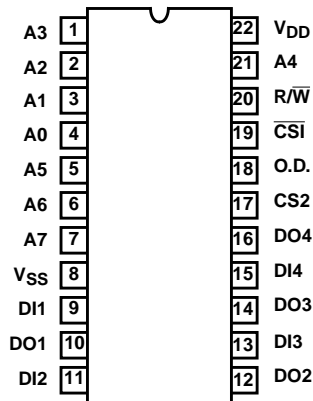 A3 1 22 VDD
A2 2 21 A4
A1 3 20 R/W̅
A0 4 19 C̅S̅I̅
A5 5 18 O.D.
A6 6 17 CS2
A7 7 16 DO4
VSS 8 15 DI4
DI1 9 14 DO3
DO1 10 13 DI3
DI2 11 12 DO2